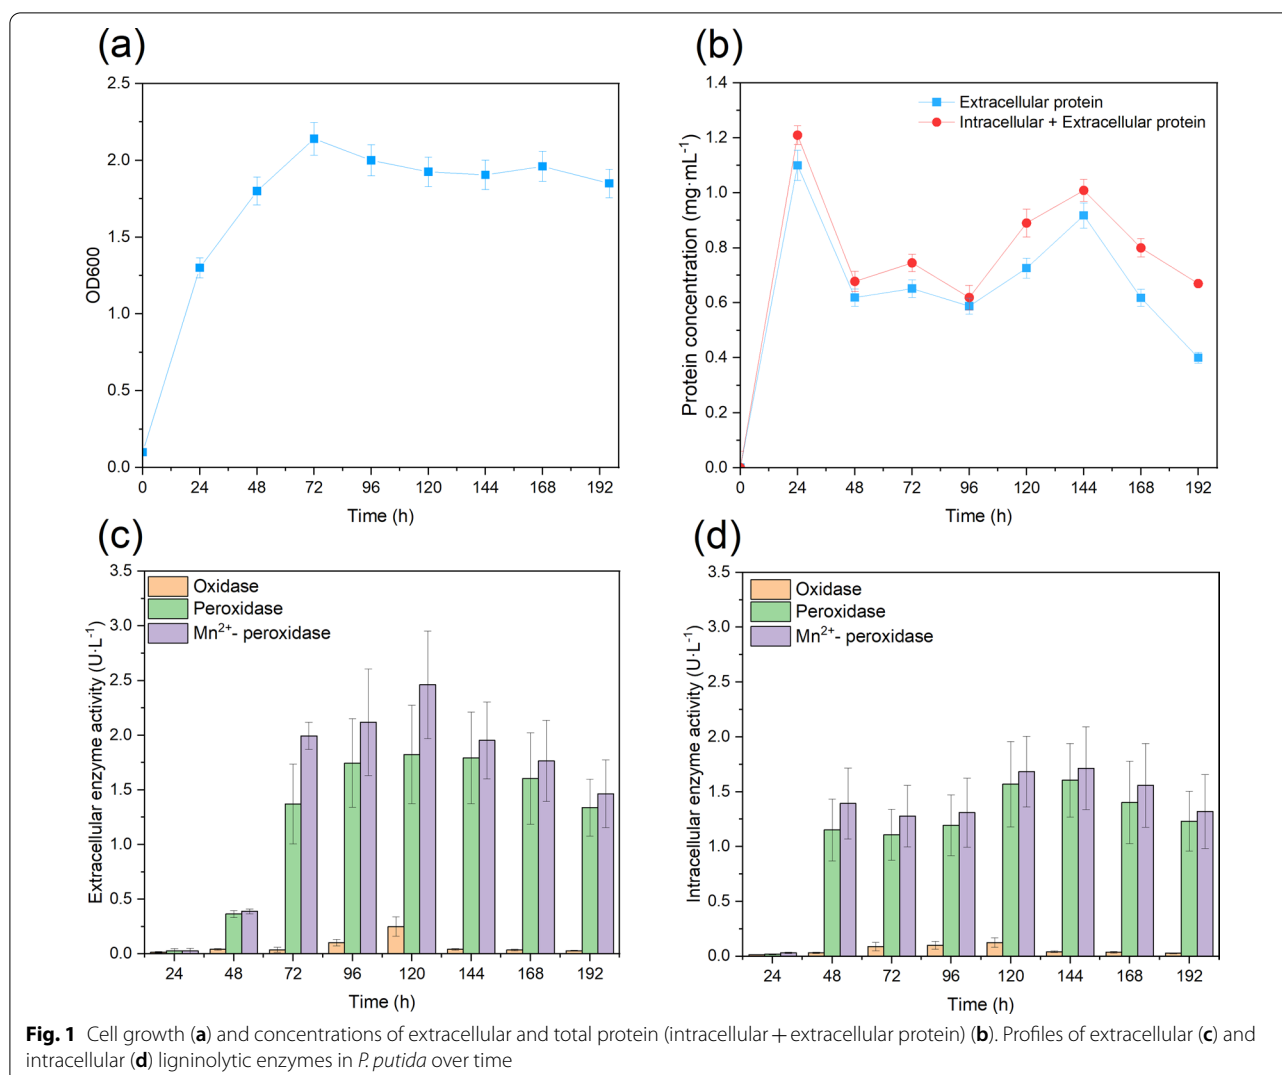 (a)
2.5
2.0
1.5
1.0
0.5
0.0
OD600
0 24 48 72 96 120 144 168 192
Time (h)
(b)
1.4
1.2
1.0
0.8
0.6
0.4
0.2
0.0
Protein concentration (mg·mL⁻¹)
Extracellular protein
Intracellular + Extracellular protein
0 24 48 72 96 120 144 168 192
Time (h)
(c)
3.5
3.0
2.5
2.0
1.5
1.0
0.5
0.0
Extracellular enzyme activity (U·L⁻¹)
Oxidase
Peroxidase
Mn²⁺- peroxidase
24 48 72 96 120 144 168 192
Time (h)
(d)
3.5
3.0
2.5
2.0
1.5
1.0
0.5
0.0
Intracellular enzyme activity (U·L⁻¹)
Oxidase
Peroxidase
Mn²⁺- peroxidase
24 48 72 96 120 144 168 192
Time (h)
Fig. 1 Cell growth (a) and concentrations of extracellular and total protein (intracellular + extracellular protein) (b). Profiles of extracellular (c) and
intracellular (d) ligninolytic enzymes in P. putida over time